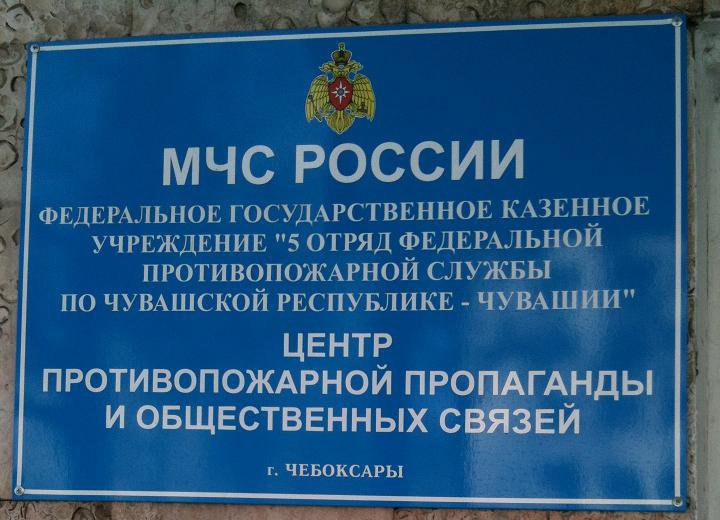 МЧС РОССИИ
ФЕДЕРАЛЬНОЕ ГОСУДАРСТВЕННОЕ КАЗЕННОЕ
УЧРЕЖДЕНИЕ "5 ОТРЯД ФЕДЕРАЛЬНОЙ
ПРОТИВОПОЖАРНОЙ СЛУЖБЫ
ПО ЧУВАШСКОЙ РЕСПУБЛИКЕ - ЧУВАШИИ"
ЦЕНТР
ПРОТИВОПОЖАРНОЙ ПРОПАГАНДЫ
И ОБЩЕСТВЕННЫХ СВЯЗЕЙ
г. ЧЕБОКСАРЫ